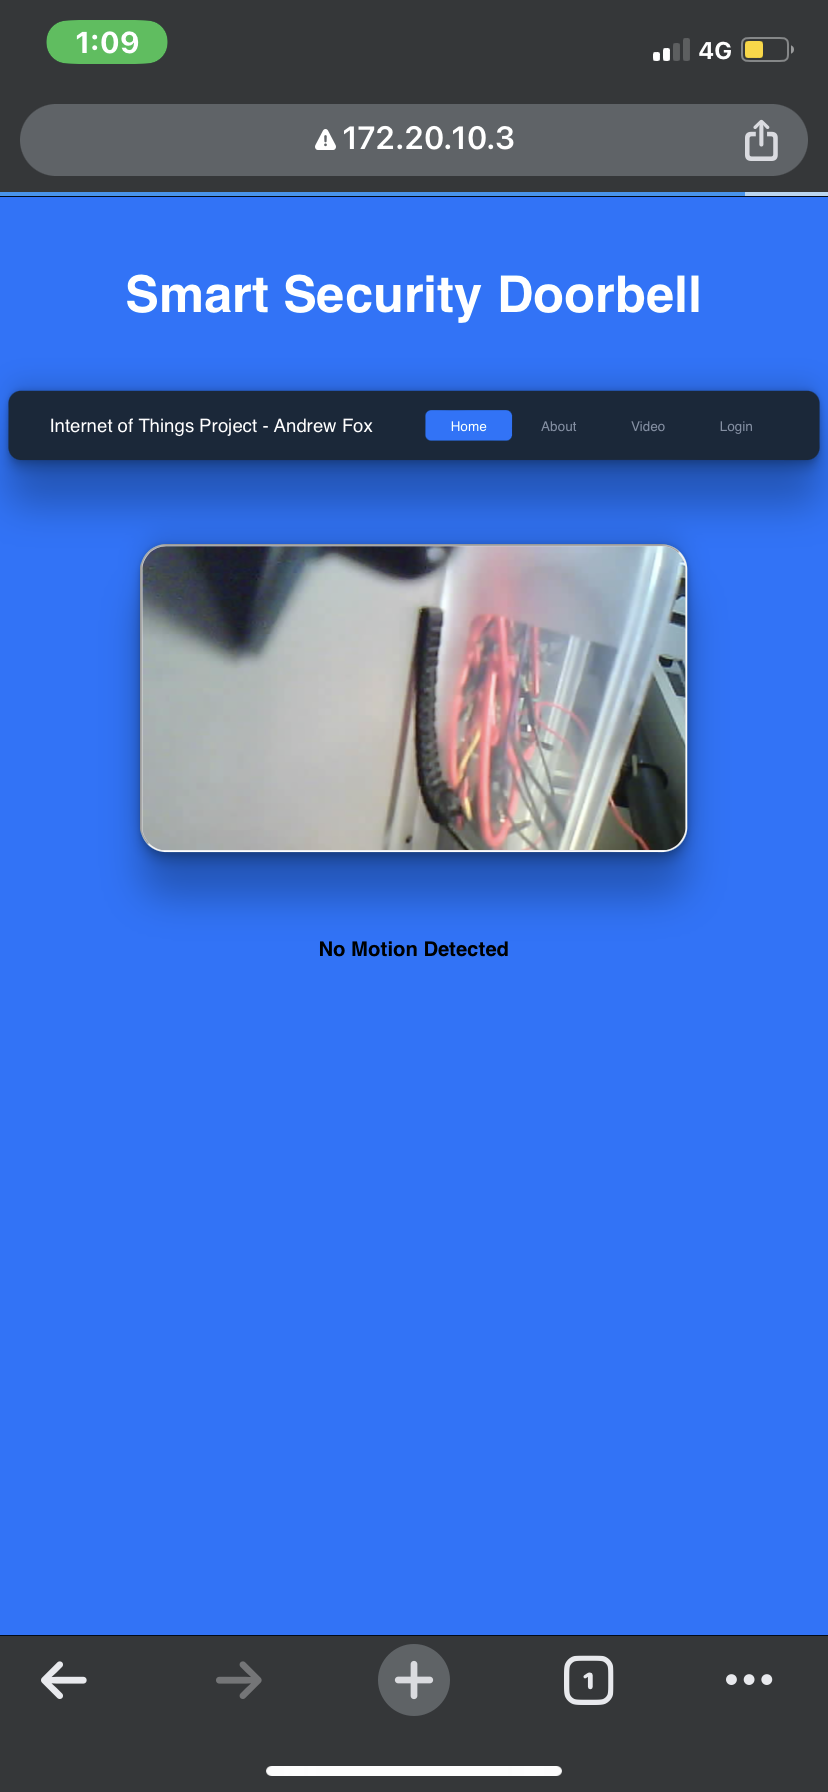 1:09
4G
172.20.10.3
Smart Security Doorbell
Internet of Things Project - Andrew Fox Home About Video Login
No Motion Detected
1